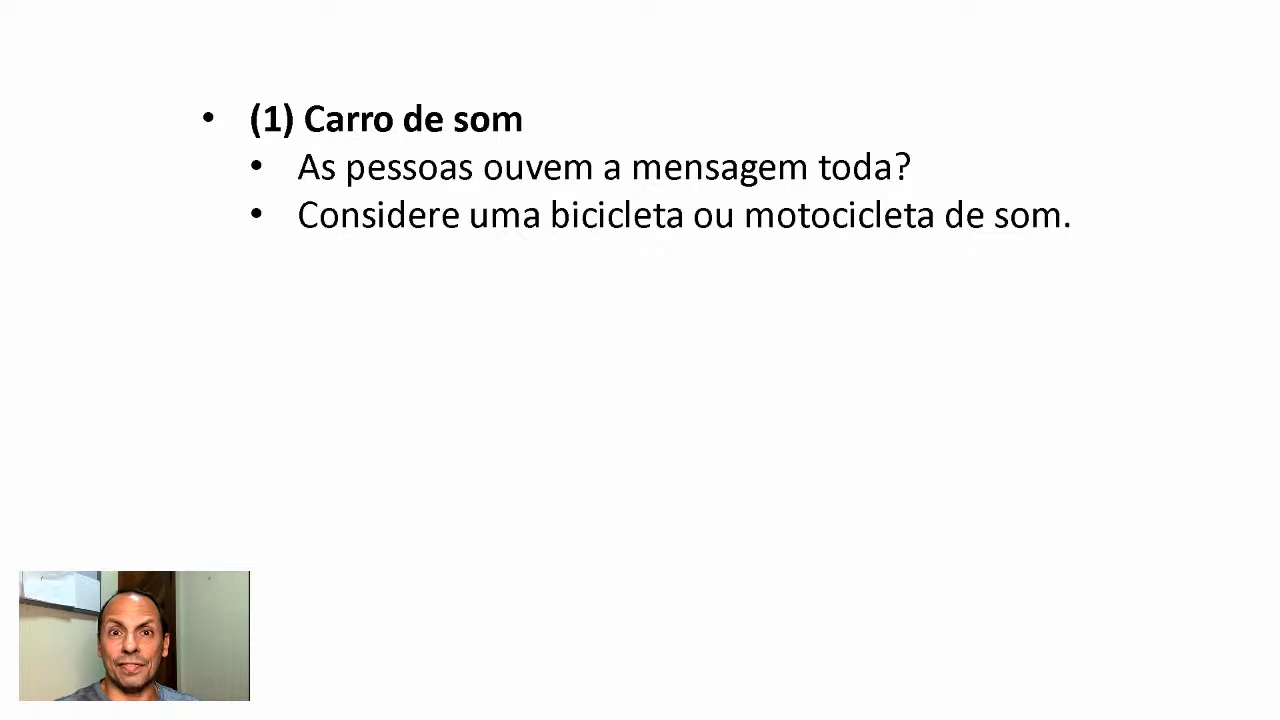 • (1) Carro de som
• As pessoas ouvem a mensagem toda?
• Considere uma bicicleta ou motocicleta de som.